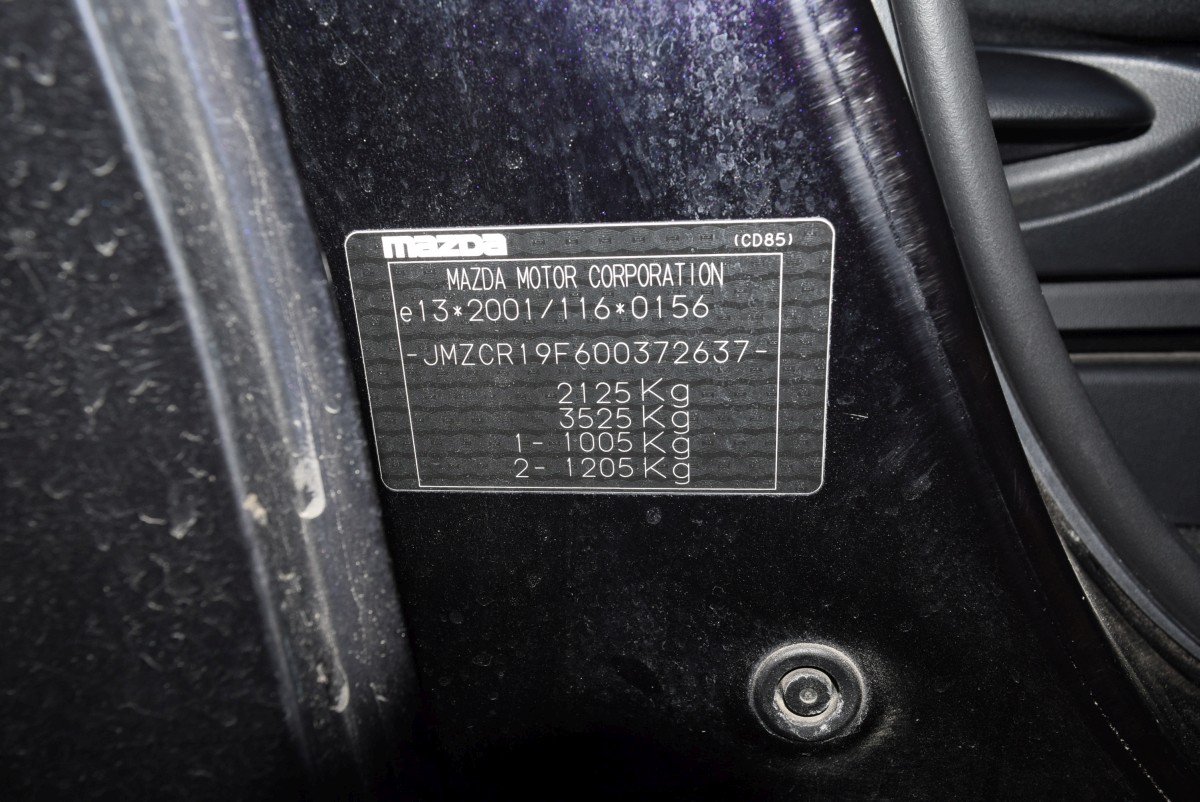 mazda (CD85)
MAZDA MOTOR CORPORATION
e13*2001/116*0156
-JMZCR19F600372637-
2125 Kg
3525 Kg
1- 1005 Kg
2- 1205 Kg